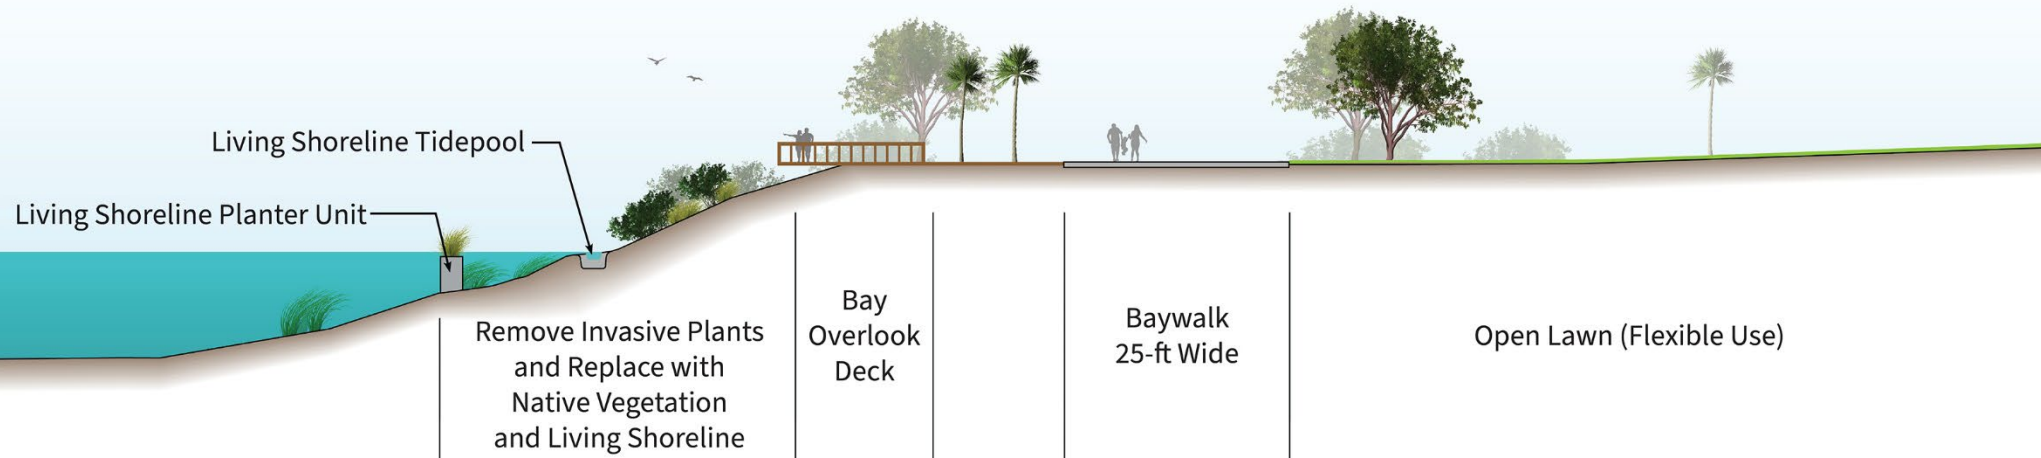 Living Shoreline Tidepool
Living Shoreline Planter Unit
Remove Invasive Plants
and Replace with
Native Vegetation
and Living Shoreline
Bay
Overlook
Deck
Baywalk
25-ft Wide
Open Lawn (Flexible Use)